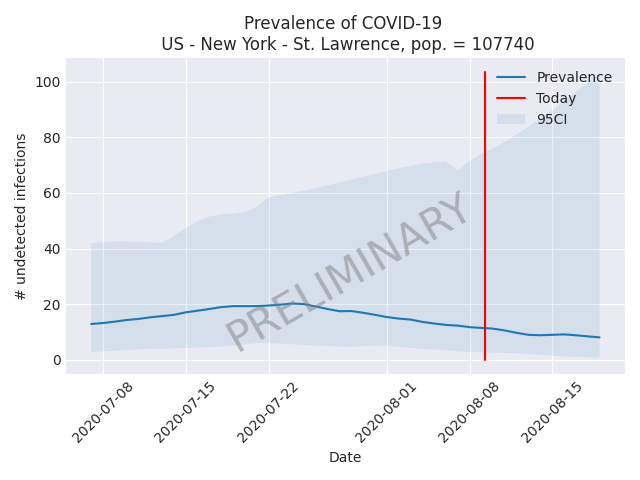 Prevalence of COVID-19
US - New York - St. Lawrence, pop. = 107740
# undetected infections
100
80
60
40
20
0
Prevalence
Today
95CI
PRELIMINARY
2020-07-08
2020-07-15
2020-07-22
2020-08-01
2020-08-08
2020-08-15
Date